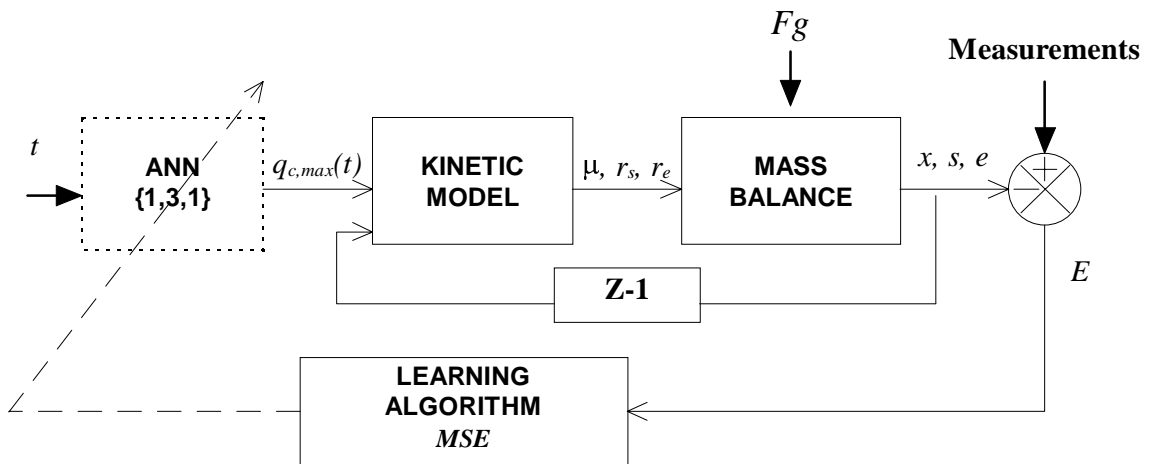 Fg
Measurements
t
ANN
{1,3,1}
q_{c,max}(t)
KINETIC
MODEL
μ, r_s, r_e
MASS
BALANCE
x, s, e
+
−
Z-1
E
LEARNING
ALGORITHM
MSE